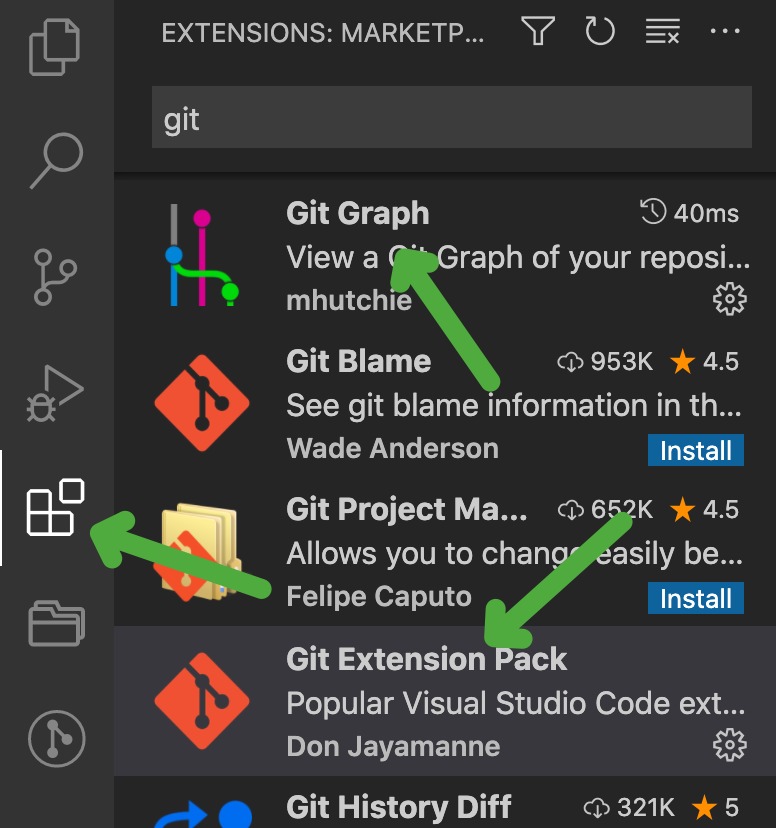 EXTENSIONS: MARKETP...
git
Git Graph 40ms
View a Git Graph of your reposi...
mhutchie
Git Blame 953K 4.5
See git blame information in th...
Wade Anderson Install
Git Project Ma... 652K 4.5
Allows you to change easily be...
Felipe Caputo Install
Git Extension Pack
Popular Visual Studio Code ext...
Don Jayamanne
Git History Diff 321K 5